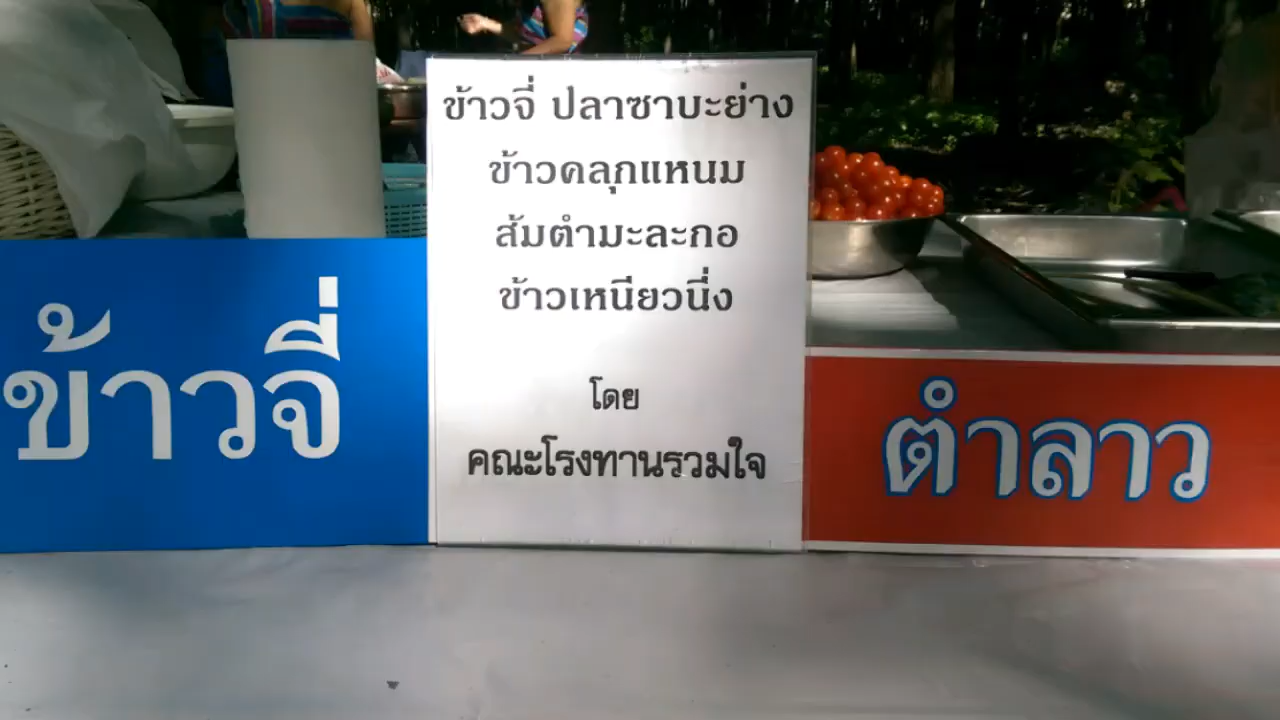 ข้าวจี่ ปลาซาบะย่าง
ข้าวคลุกแหนม
ส้มตำมะละกอ
ข้าวเหนียวนึ่ง
โดย
คณะโรงทานรวมใจ
ข้าวจี่
ตำลาว